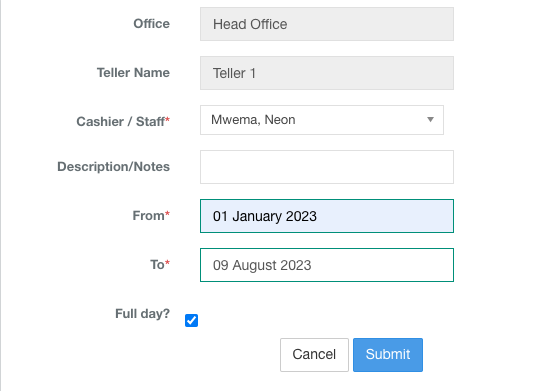 Office Head Office
Teller Name Teller 1
Cashier / Staff* Mwema, Neon
Description/Notes
From* 01 January 2023
To* 09 August 2023
Full day?
Cancel Submit